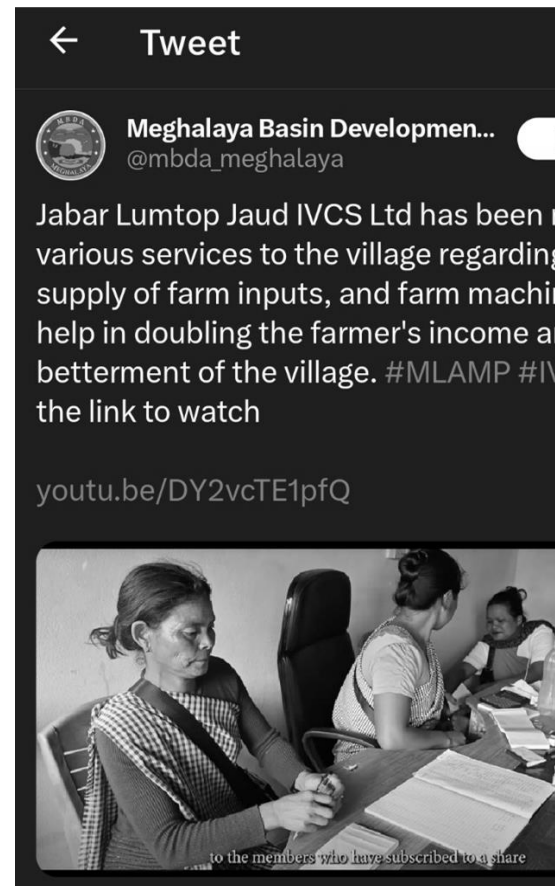 Tweet
MBDA
MEGHALAYA
Meghalaya Basin Developmen...
@mbda_meghalaya
Jabar Lumtop Jaud IVCS Ltd has been
various services to the village regarding
supply of farm inputs, and farm
help in doubling the farmer's income
betterment of the village. #MLAMP
the link to watch
youtu.be/DY2vcTE1pfQ
to the members who have subscribed to a share